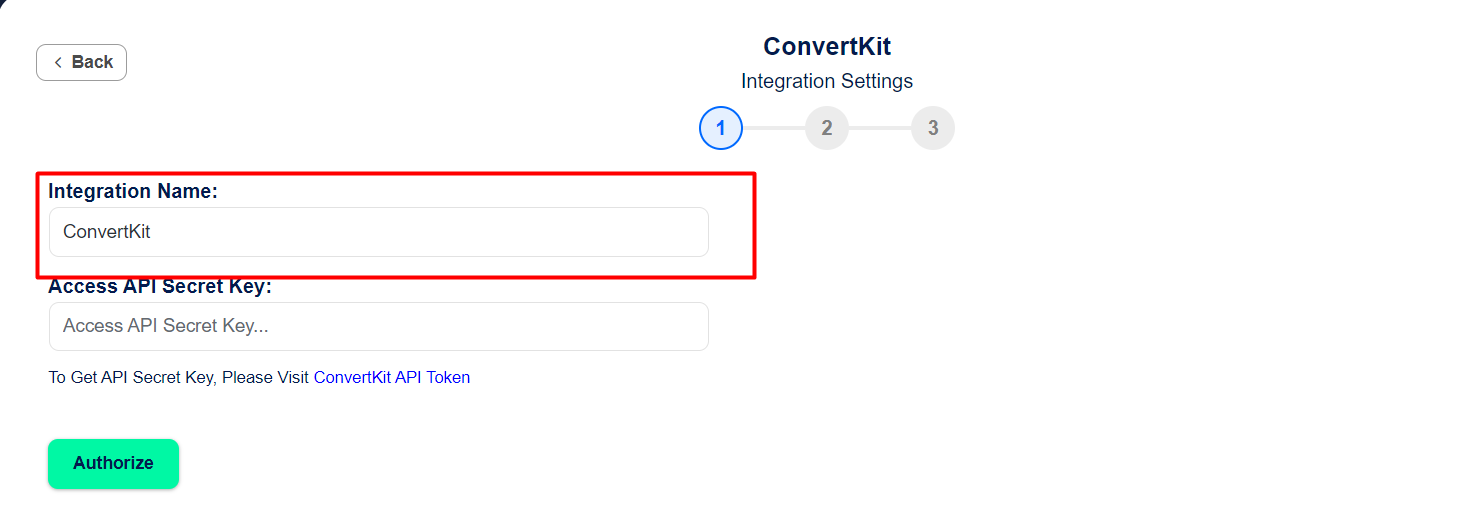 Back
ConvertKit
Integration Settings
1 2 3
Integration Name:
ConvertKit
Access API Secret Key:
Access API Secret Key...
To Get API Secret Key, Please Visit ConvertKit API Token
Authorize